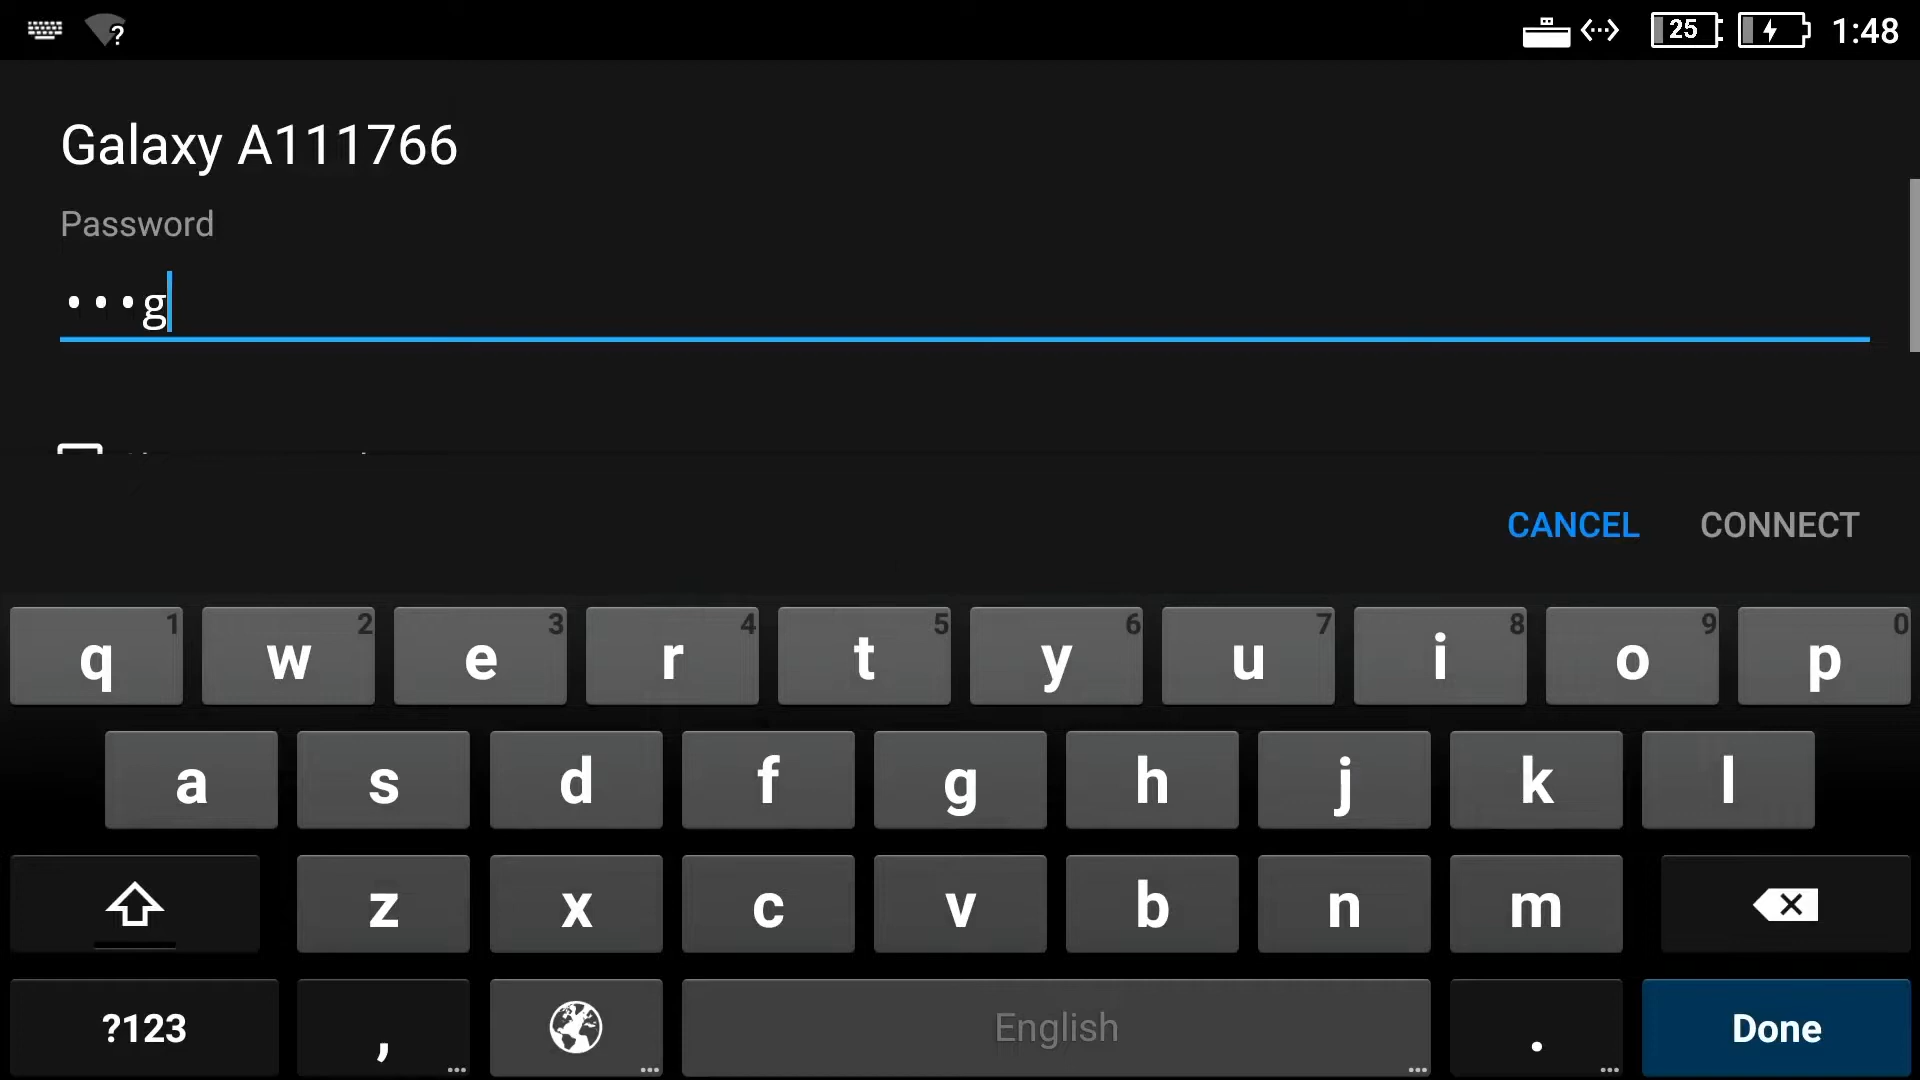 25 1:48
Galaxy A111766
Password
•••g
CANCEL CONNECT
q 1 w 2 e 3 r 4 t 5 y 6 u 7 i 8 o 9 p 0
a s d f g h j k l
z x c v b n m
?123 , English . Done